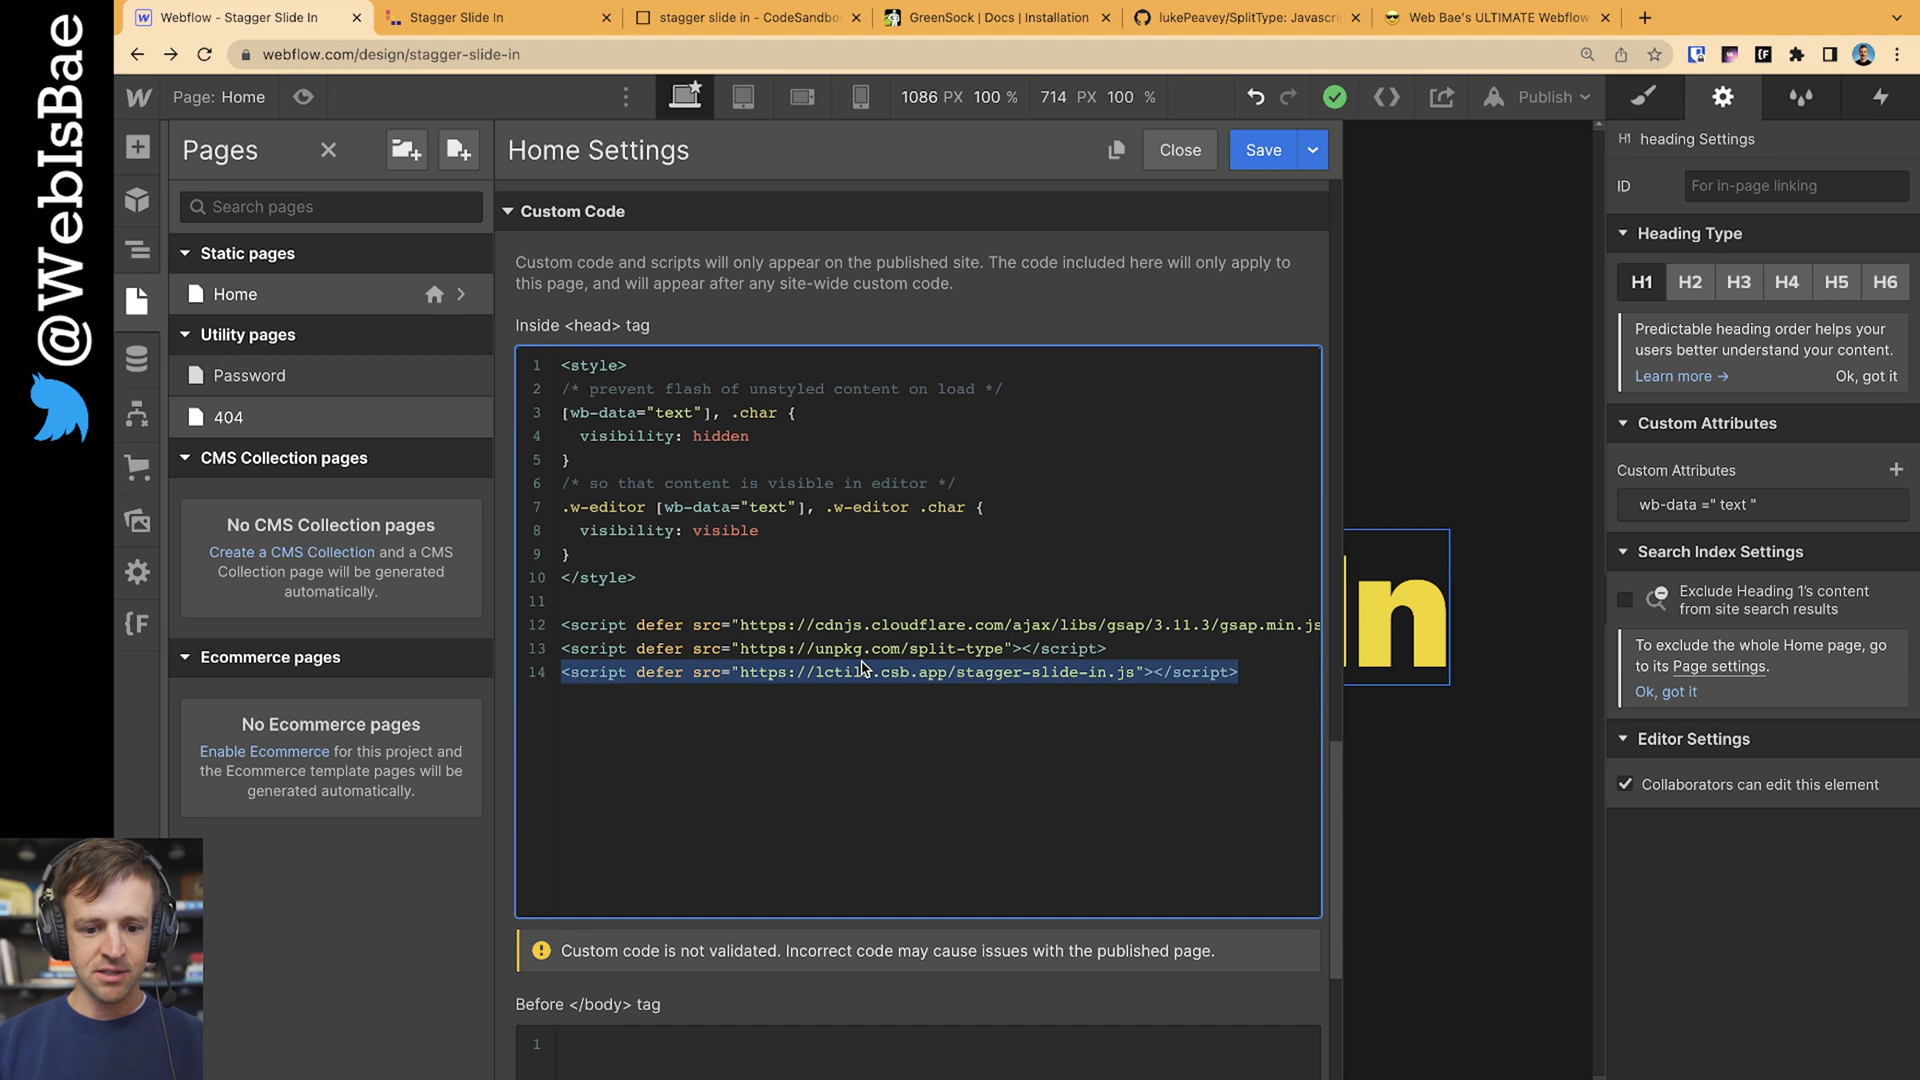 @WebIsBae
Webflow - Stagger Slide In
Stagger Slide In
stagger slide in - CodeSandbo
GreenSock | Docs | Installation
lukePeavey/SplitType: Javascri
Web Bae's ULTIMATE Webflow
webflow.com/design/stagger-slide-in
Page: Home
1086 PX 100 % 714 PX 100 %
Publish
Pages
Search pages
Static pages
Home
Utility pages
Password
404
CMS Collection pages
No CMS Collection pages
Create a CMS Collection and a CMS
Collection page will be generated
automatically.
Ecommerce pages
No Ecommerce pages
Enable Ecommerce for this project and
the Ecommerce template pages will be
generated automatically.
Home Settings
Close
Save
Custom Code
Custom code and scripts will only appear on the published site. The code included here will only apply to
this page, and will appear after any site-wide custom code.
Inside <head> tag
1 <style>
2 /* prevent flash of unstyled content on load */
3 [wb-data="text"], .char {
4 visibility: hidden
5 }
6 /* so that content is visible in editor */
7 .w-editor [wb-data="text"], .w-editor .char {
8 visibility: visible
9 }
10 </style>
11
12 <script defer src="https://cdnjs.cloudflare.com/ajax/libs/gsap/3.11.3/gsap.min.js
13 <script defer src="https://unpkg.com/split-type"></script>
14 <script defer src=".csb.app/stagger-slide-in.js"></script>
Custom code is not validated. Incorrect code may cause issues with the published page.
Before </body> tag
1
n
H1 heading Settings
ID
For in-page linking
Heading Type
H1 H2 H3 H4 H5 H6
Predictable heading order helps your
users better understand your content.
Learn more →
Ok, got it
Custom Attributes
Custom Attributes
wb-data =" text "
Search Index Settings
Exclude Heading 1's content
from site search results
To exclude the whole Home page, go
to its Page settings.
Ok, got it
Editor Settings
Collaborators can edit this element